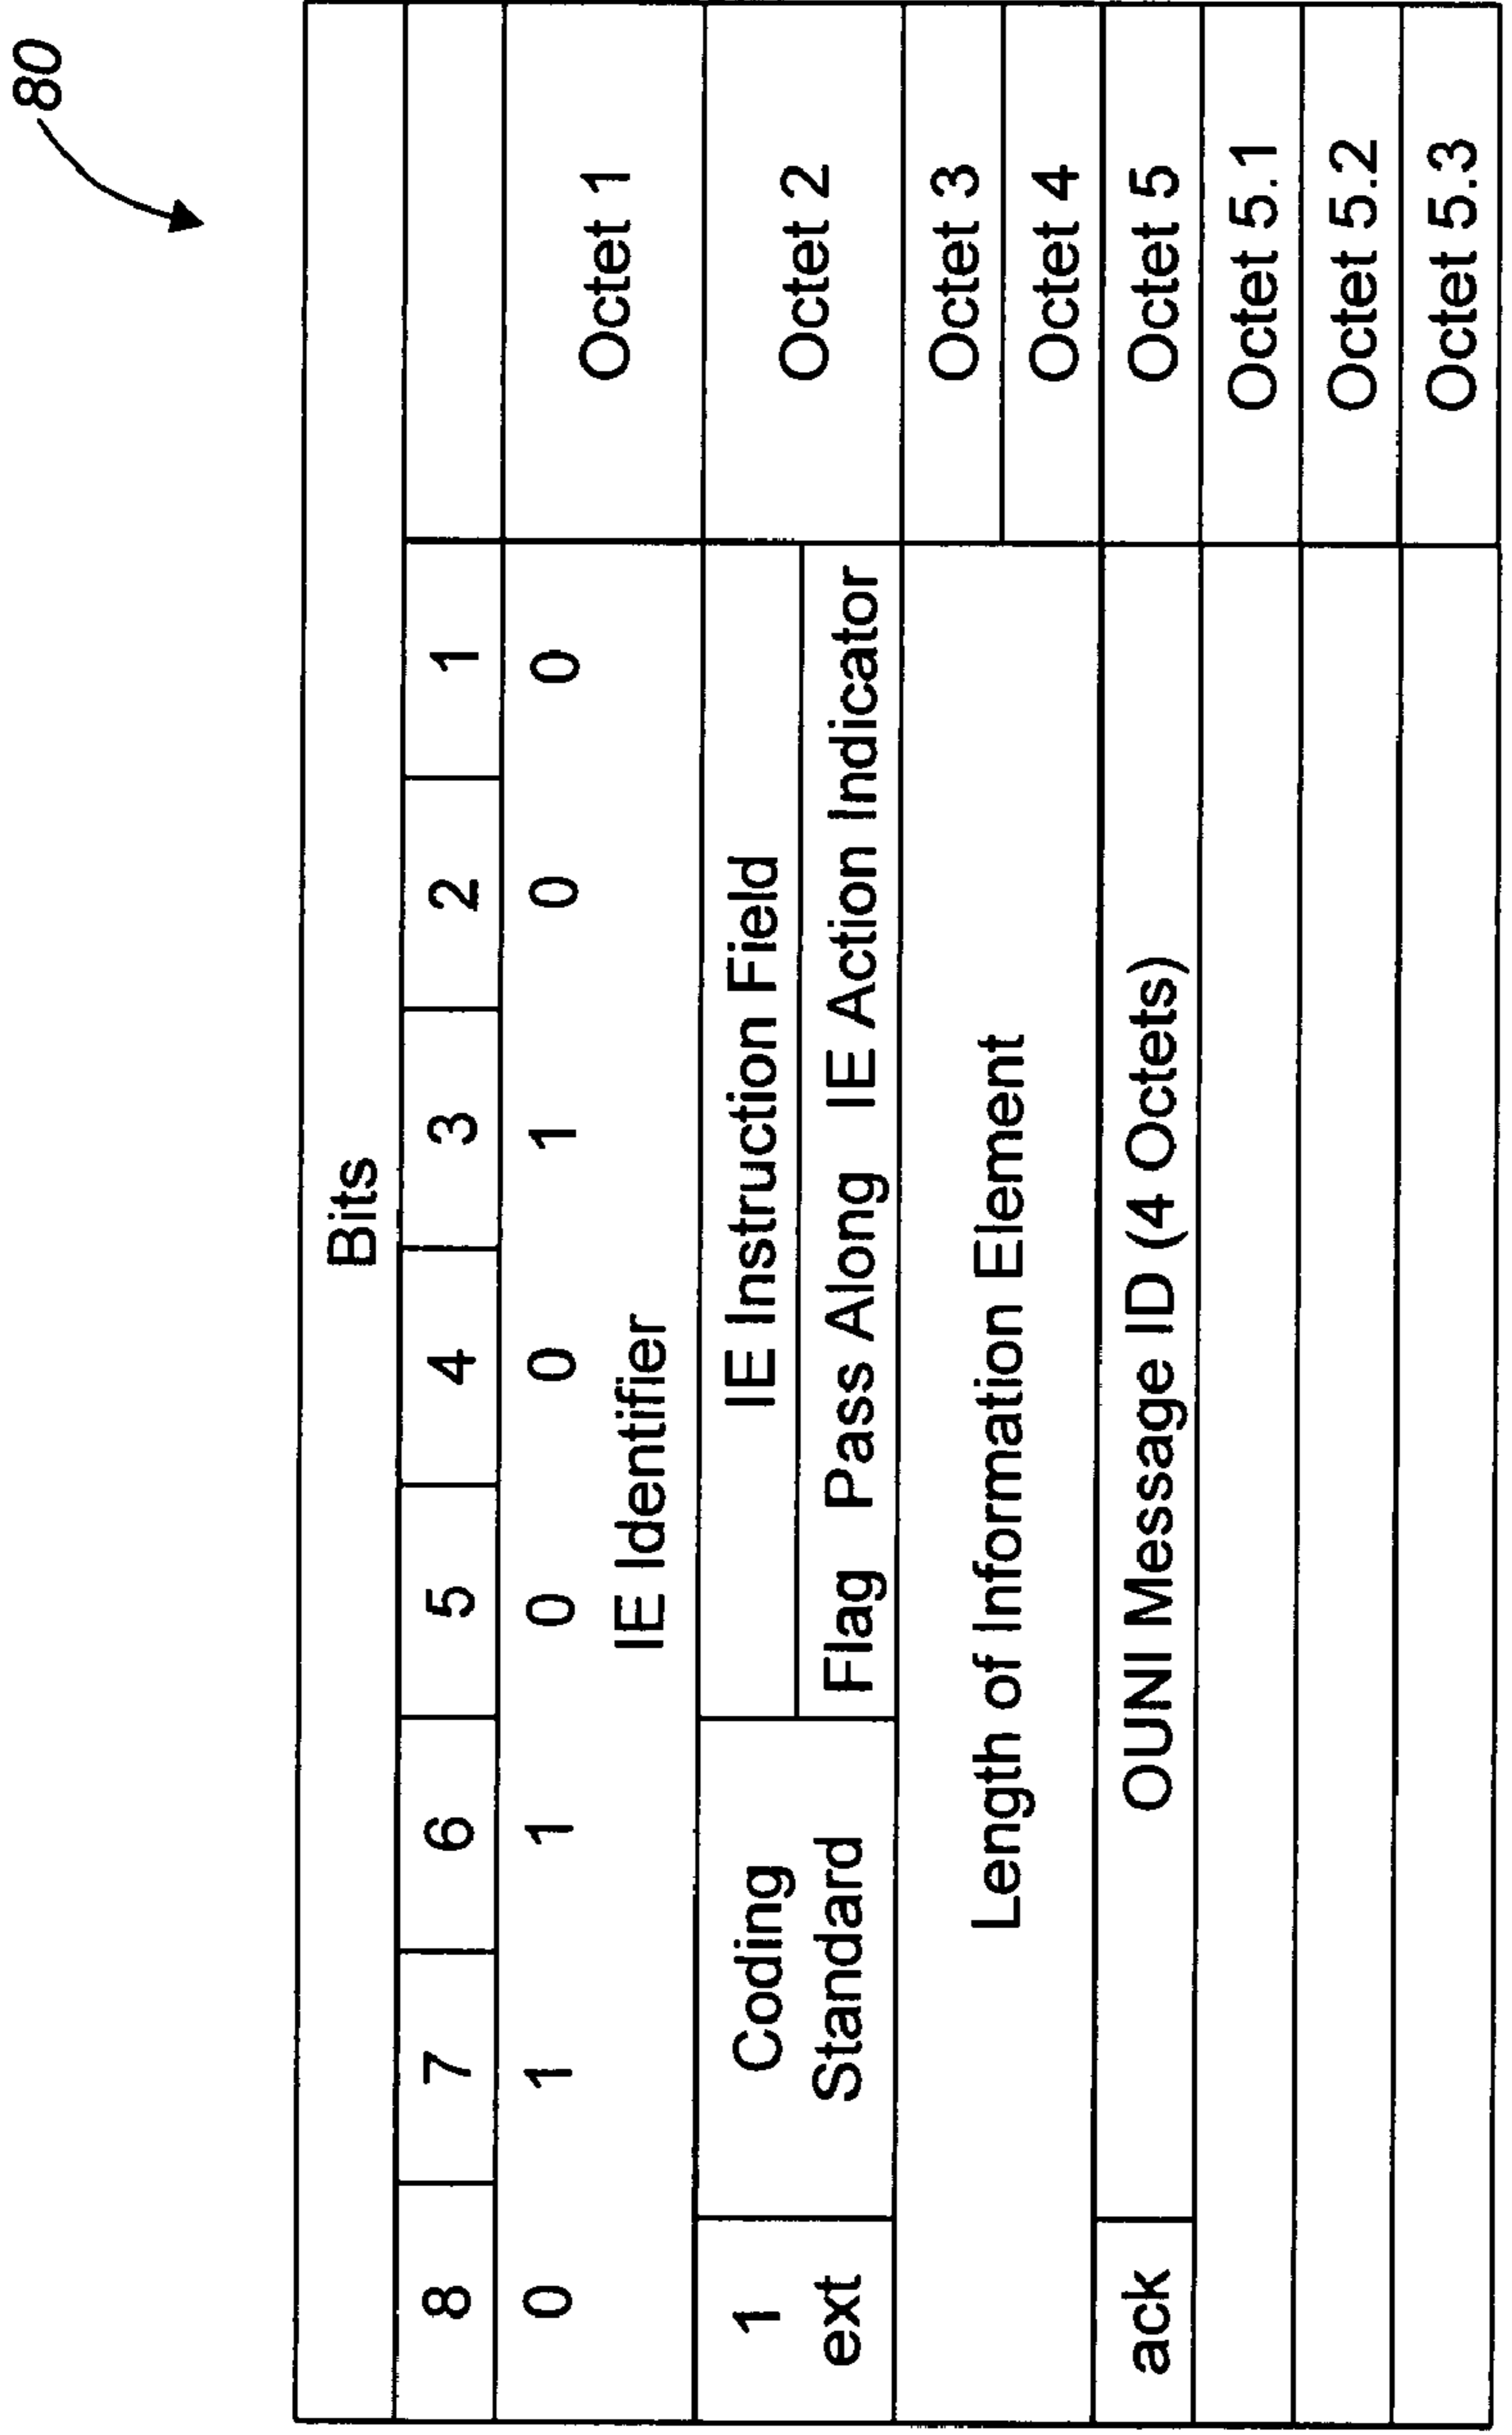 80
Bits
8 7 6 5 4 3 2 1
0 1 1 0 0 1 0 0 Octet 1
IE Identifier
1 Coding IE Instruction Field Octet 2
ext Standard Flag Pass Along IE Action Indicator
Length of Information Element Octet 3
Octet 4
ack OUNI Message ID (4 Octets) Octet 5
Octet 5.1
Octet 5.2
Octet 5.3